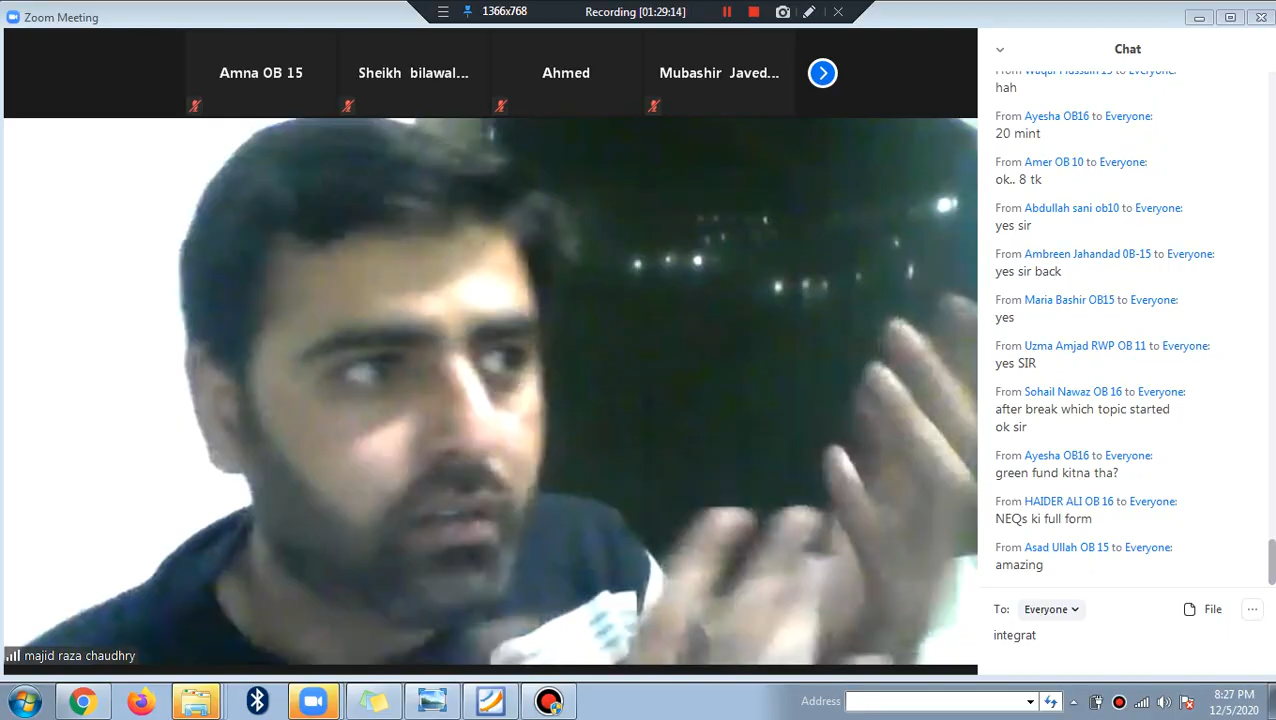 Zoom Meeting
1366x768
Recording [01:29:14]
Amna OB 15
Sheikh bilawal...
Ahmed
Mubashir Javed...
majid raza chaudhry
Chat
hah
From Ayesha OB16 to Everyone:
20 mint
From Amer OB 10 to Everyone:
ok.. 8 tk
From Abdullah sani ob10 to Everyone:
yes sir
From Ambreen Jahandad 0B-15 to Everyone:
yes sir back
From Maria Bashir OB15 to Everyone:
yes
From Uzma Amjad RWP OB 11 to Everyone:
yes SIR
From Sohail Nawaz OB 16 to Everyone:
after break which topic started
ok sir
From Ayesha OB16 to Everyone:
green fund kitna tha?
From HAIDER ALI OB 16 to Everyone:
NEQs ki full form
From Asad Ullah OB 15 to Everyone:
amazing
To: Everyone File
integrat
Address
8:27 PM
12/5/2020